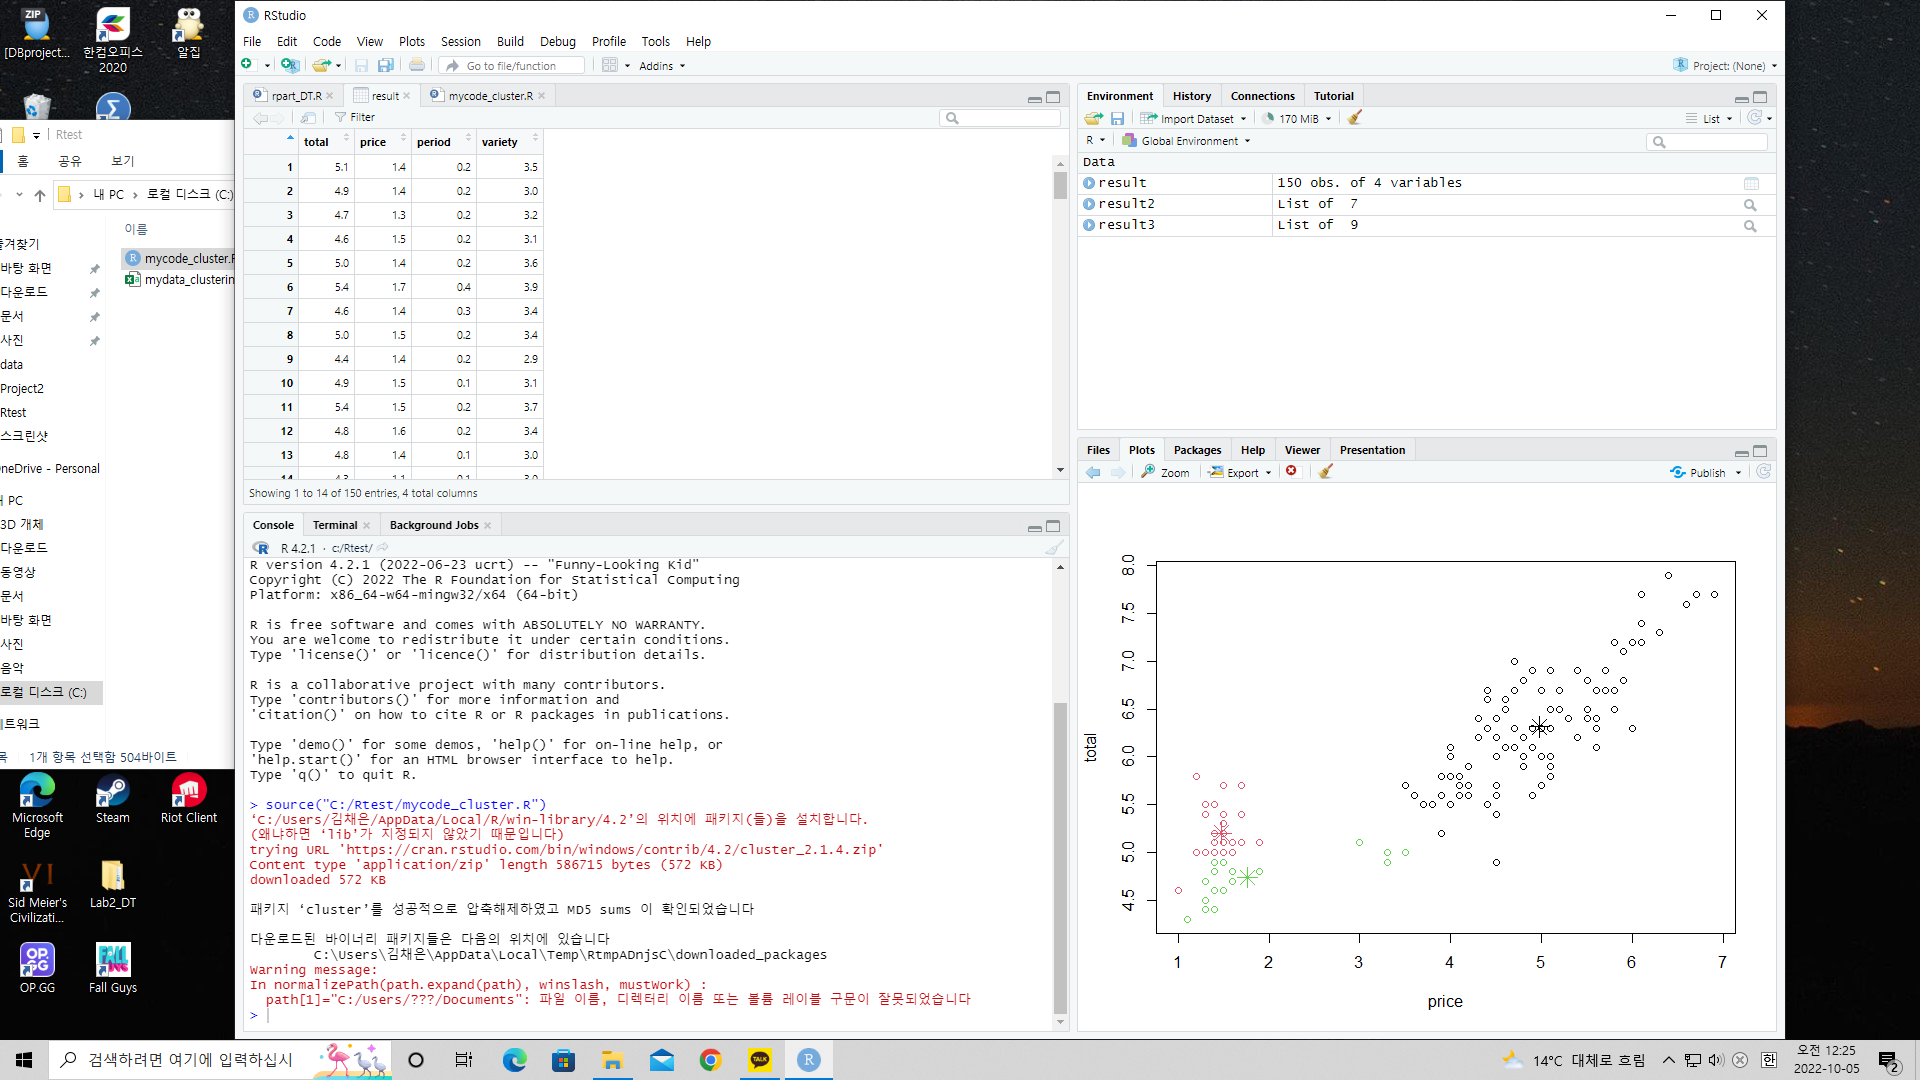 [DBproject...
한컴오피스 2020
알집
Rtest
홈
공유
보기
내 PC
로컬 디스크 (C:)
이름
바탕 화면
다운로드
문서
사진
data
Project2
Rtest
스크린샷
OneDrive - Personal
PC
3D 개체
다운로드
동영상
문서
바탕 화면
사진
음악
로컬 디스크 (C:)
mycode_cluster.R
mydata_clusterin
1개 항목 선택함 504바이트
Microsoft Edge
Steam
Riot Client
Sid Meier's Civilizati...
Lab2_DT
OP.GG
Fall Guys
RStudio
File Edit Code View Plots Session Build Debug Profile Tools Help
Go to file/function
Addins
Project: (None)
rpart_DT.R
result
mycode_cluster.R
Filter
total price period variety
1 5.1 1.4 0.2 3.5
2 4.9 1.4 0.2 3.0
3 4.7 1.3 0.2 3.2
4 4.6 1.5 0.2 3.1
5 5.0 1.4 0.2 3.6
6 5.4 1.7 0.4 3.9
7 4.6 1.4 0.3 3.4
8 5.0 1.5 0.2 3.4
9 4.4 1.4 0.2 2.9
10 4.9 1.5 0.1 3.1
11 5.4 1.5 0.2 3.7
12 4.8 1.6 0.2 3.4
13 4.8 1.4 0.1 3.0
14 4.3 1.1 0.1 3.0
Showing 1 to 14 of 150 entries, 4 total columns
Console Terminal Background Jobs
R 4.2.1 · c:/Rtest/
R version 4.2.1 (2022-06-23 ucrt) -- "Funny-Looking Kid"
Copyright (C) 2022 The R Foundation for Statistical Computing
Platform: x86_64-w64-mingw32/x64 (64-bit)
R is free software and comes with ABSOLUTELY NO WARRANTY.
You are welcome to redistribute it under certain conditions.
Type 'license()' or 'licence()' for distribution details.
R is a collaborative project with many contributors.
Type 'contributors()' for more information and
'citation()' on how to cite R or R packages in publications.
Type 'demo()' for some demos, 'help()' for on-line help, or
'help.start()' for an HTML browser interface to help.
Type 'q()' to quit R.
> source("C:/Rtest/mycode_cluster.R")
‘C:/Users/김채은/AppData/Local/R/win-library/4.2’의 위치에 패키지(들)을 설치합니다.
(왜냐하면 ‘lib’가 지정되지 않았기 때문입니다)
trying URL 'https://cran.rstudio.com/bin/windows/contrib/4.2/cluster_2.1.4.zip'
Content type 'application/zip' length 586715 bytes (572 KB)
downloaded 572 KB
패키지 ‘cluster’를 성공적으로 압축해제하였고 MD5 sums 이 확인되었습니다
다운로드된 바이너리 패키지들은 다음의 위치에 있습니다
C:\Users\김채은\AppData\Local\Temp\RtmpADnjsC\downloaded_packages
Warning message:
In normalizePath(path.expand(path), winslash, mustWork) :
path[1]="C:/Users/???/Documents": 파일 이름, 디렉터리 이름 또는 볼륨 레이블 구문이 잘못되었습니다
>
Environment History Connections Tutorial
Import Dataset
170 MiB
List
R
Global Environment
Data
result 150 obs. of 4 variables
result2 List of 7
result3 List of 9
Files Plots Packages Help Viewer Presentation
Zoom
Export
Publish
total
8.0
7.5
7.0
6.5
6.0
5.5
5.0
4.5
1 2 3 4 5 6 7
price
검색하려면 여기에 입력하십시
14°C 대체로 흐림
한
오전 12:25
2022-10-05
2